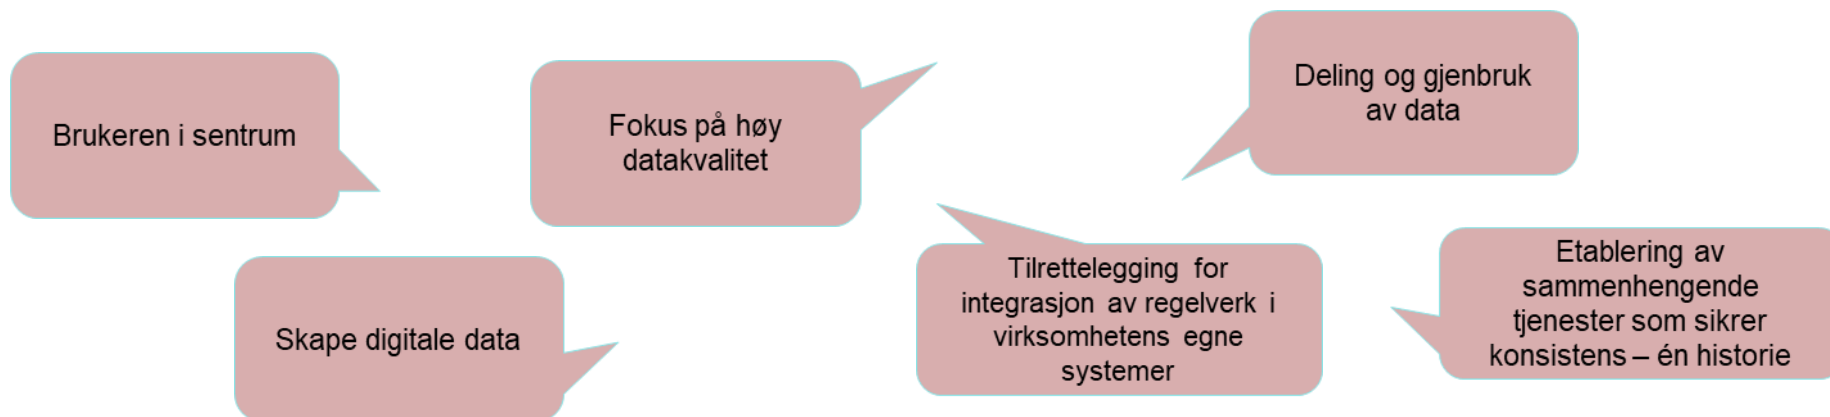 Brukeren i sentrum
Skape digitale data
Fokus på høy
datakvalitet
Tilrettelegging for
integrasjon av regelverk i
virksomhetens egne
systemer
Deling og gjenbruk
av data
Etablering av
sammenhengende
tjenester som sikrer
konsistens – én historie